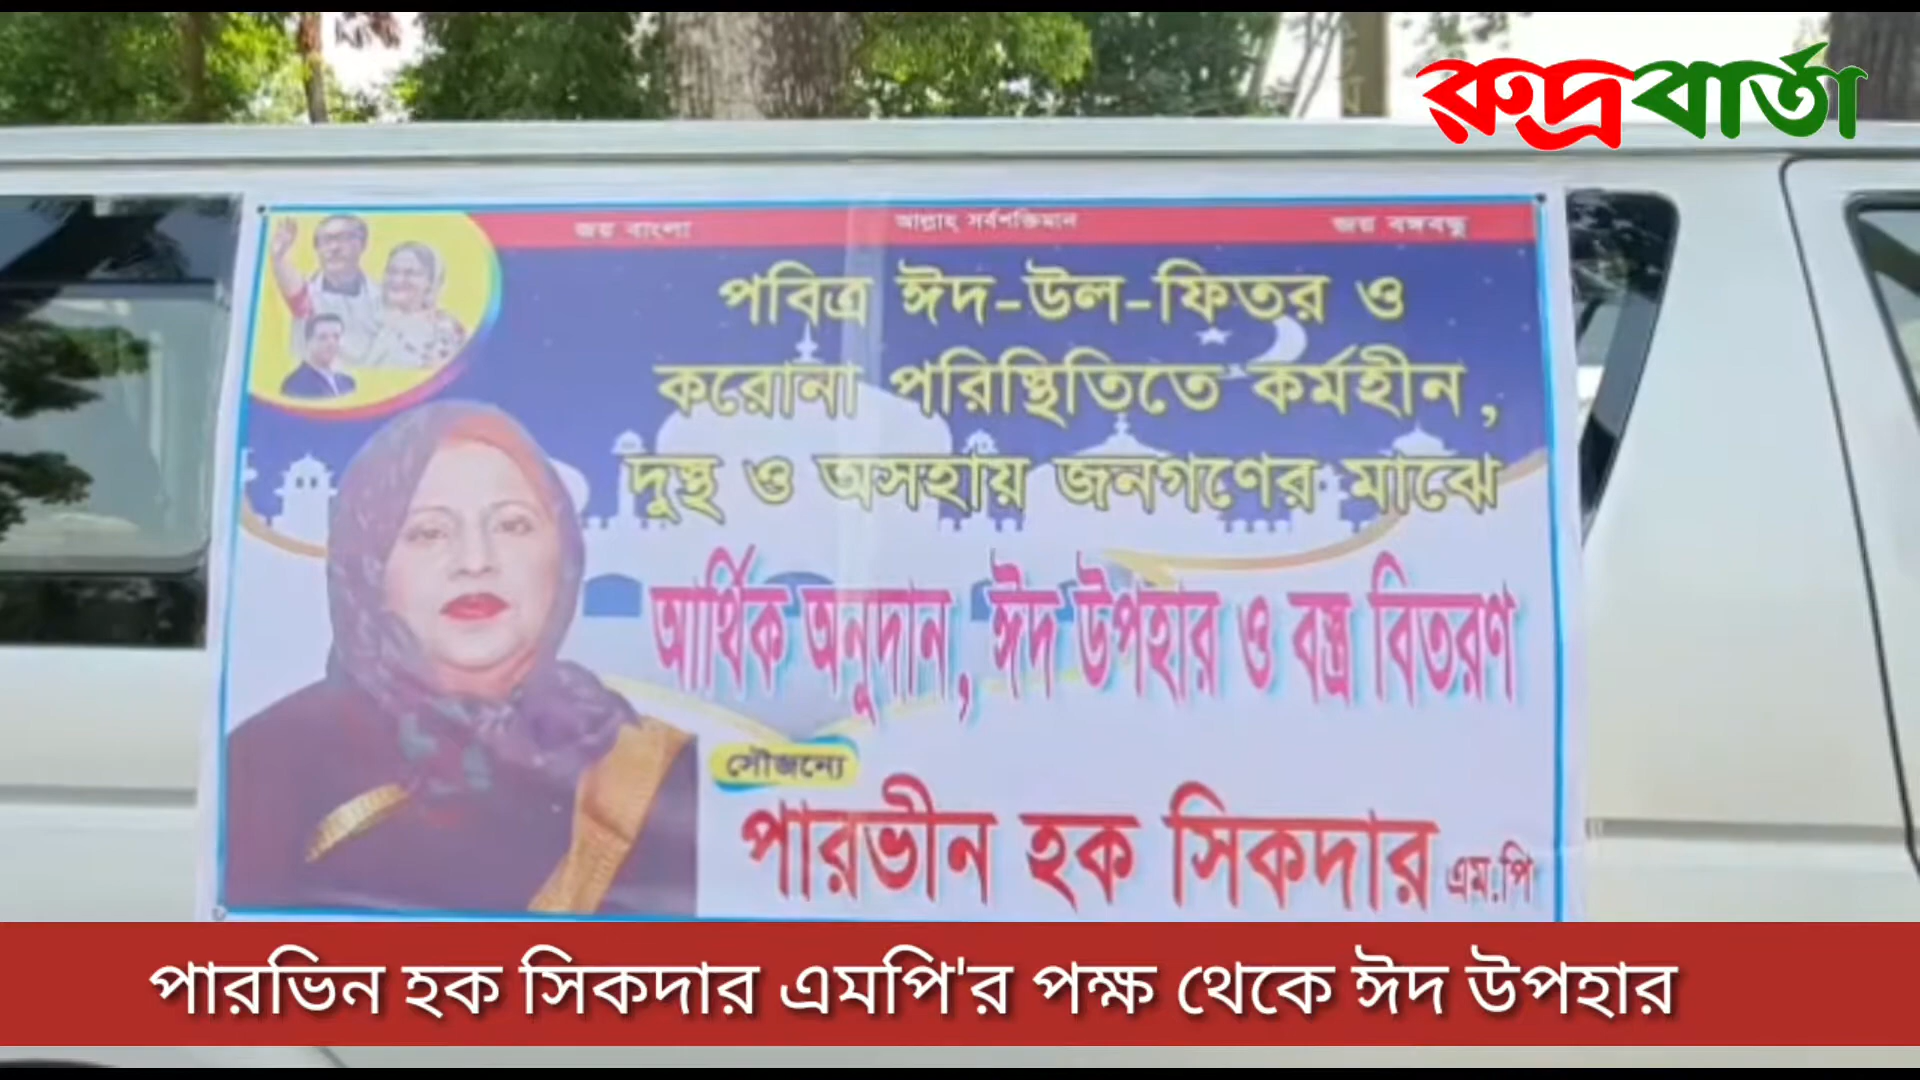 রুদ্রবার্তা
জয় বাংলা
আল্লাহ সর্বশক্তিমান
জয় বঙ্গবন্ধু
পবিত্র ঈদ-উল-ফিতর ও
করোনা পরিস্থিতিতে কর্মহীন,
দুস্থ ও অসহায় জনগণের মাঝে
আর্থিক অনুদান, ঈদ উপহার ও বস্ত্র বিতরণ
সৌজন্যে
পারভীন হক সিকদার এম.পি
পারভিন হক সিকদার এমপি'র পক্ষ থেকে ঈদ উপহার